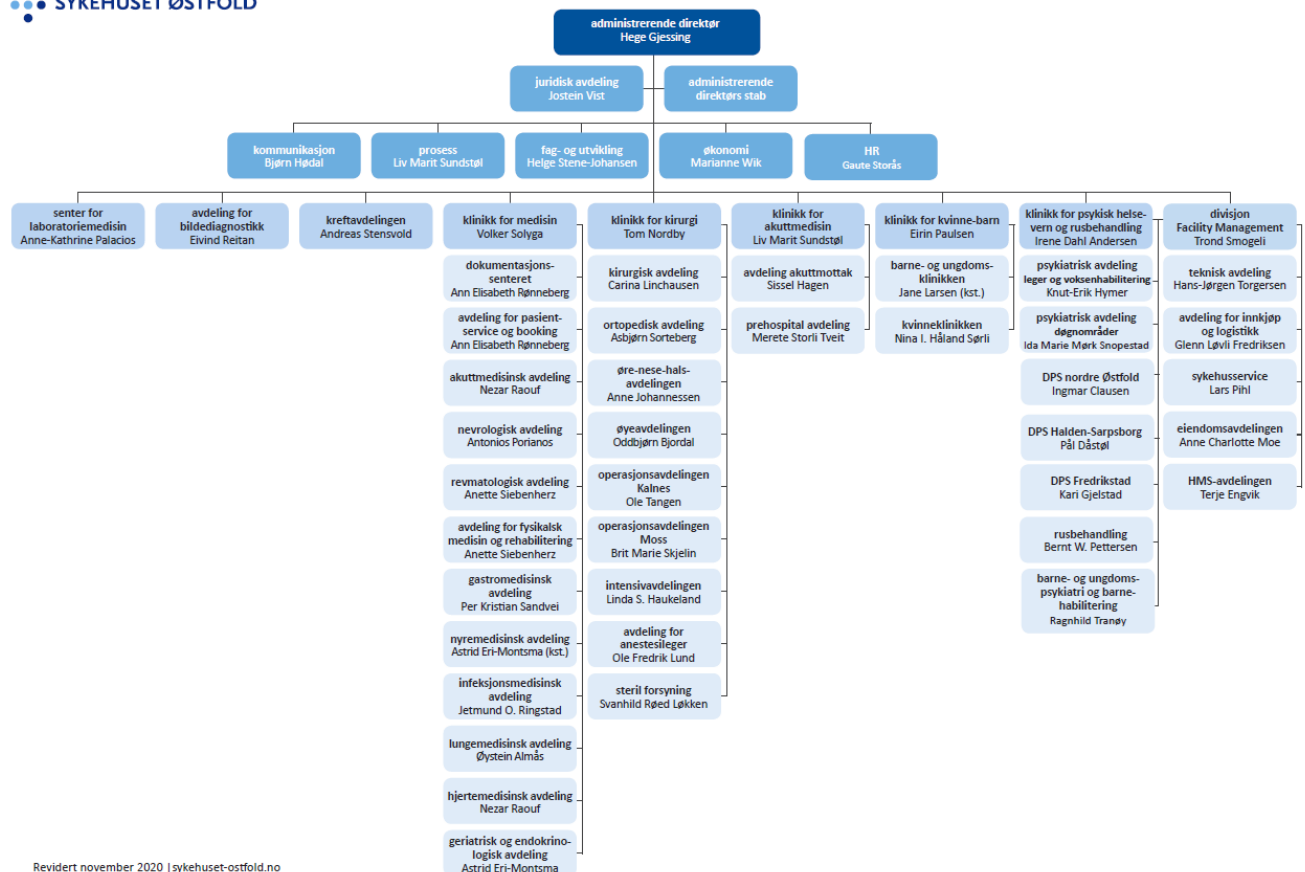 SYKEHUSET ØSTFOLD
administrerende direktør
Hege Gjessing
juridisk avdeling
Jostein Vist
administrerende
direktørs stab
kommunikasjon
Bjørn Hødal
prosess
Liv Marit Sundstøl
fag- og utvikling
Helge Stene-Johansen
økonomi
Marianne Wik
HR
Gaute Storås
senter for
laboratoriemedisin
Anne-Kathrine Palacios
avdeling for
bildediagnostikk
Eivind Reitan
kreftavdelingen
Andreas Stensvold
klinikk for medisin
Volker Solyga
dokumentasjons-
senteret
Ann Elisabeth Rønneberg
avdeling for pasient-
service og booking
Ann Elisabeth Rønneberg
akuttmedisinsk avdeling
Nezar Raouf
nevrologisk avdeling
Antonios Porianos
revmatologisk avdeling
Anette Siebenherz
avdeling for fysikalsk
medisin og rehabilitering
Anette Siebenherz
gastromedisinsk
avdeling
Per Kristian Sandvei
nyremedisinsk avdeling
Astrid Eri-Montsma (kst.)
infeksjonsmedisinsk
avdeling
Jetmund O. Ringstad
lungemedisinsk avdeling
Øystein Almås
hjertemedisinsk avdeling
Nezar Raouf
geriatrisk og endokrino-
logisk avdeling
Astrid Eri-Montsma
klinikk for kirurgi
Tom Nordby
kirurgisk avdeling
Carina Linchausen
ortopedisk avdeling
Asbjørn Sorteberg
øre-nese-hals-
avdelingen
Anne Johannessen
øyeavdelingen
Oddbjørn Bjordal
operasjonsavdelingen
Kalnes
Ole Tangen
operasjonsavdelingen
Moss
Brit Marie Skjelin
intensivavdelingen
Linda S. Haukeland
avdeling for
anestesileger
Ole Fredrik Lund
steril forsyning
Svanhild Røed Løkken
klinikk for
akuttmedisin
Liv Marit Sundstøl
avdeling akuttmottak
Sissel Hagen
prehospital avdeling
Merete Storli Tveit
klinikk for kvinne-barn
Eirin Paulsen
barne- og ungdoms-
klinikken
Jane Larsen (kst.)
kvinneklinikken
Nina I. Håland Sørli
klinikk for psykisk helse-
vern og rusbehandling
Irene Dahl Andersen
psykiatrisk avdeling
leger og voksenhabilitering
Knut-Erik Hymer
psykiatrisk avdeling
døgnområder
Ida Marie Mørk Snopestad
DPS nordre Østfold
Ingmar Clausen
DPS Halden-Sarpsborg
Pål Dåstøl
DPS Fredrikstad
Kari Gjelstad
rusbehandling
Bernt W. Pettersen
barne- og ungdoms-
psykiatri og barne-
habilitering
Ragnhild Tranøy
divisjon
Facility Management
Trond Smogeli
teknisk avdeling
Hans-Jørgen Torgersen
avdeling for innkjøp
og logistikk
Glenn Løvli Fredriksen
sykehusservice
Lars Pihl
eiendomsavdelingen
Anne Charlotte Moe
HMS-avdelingen
Terje Engvik
Revidert november 2020 | sykehuset-ostfold.no